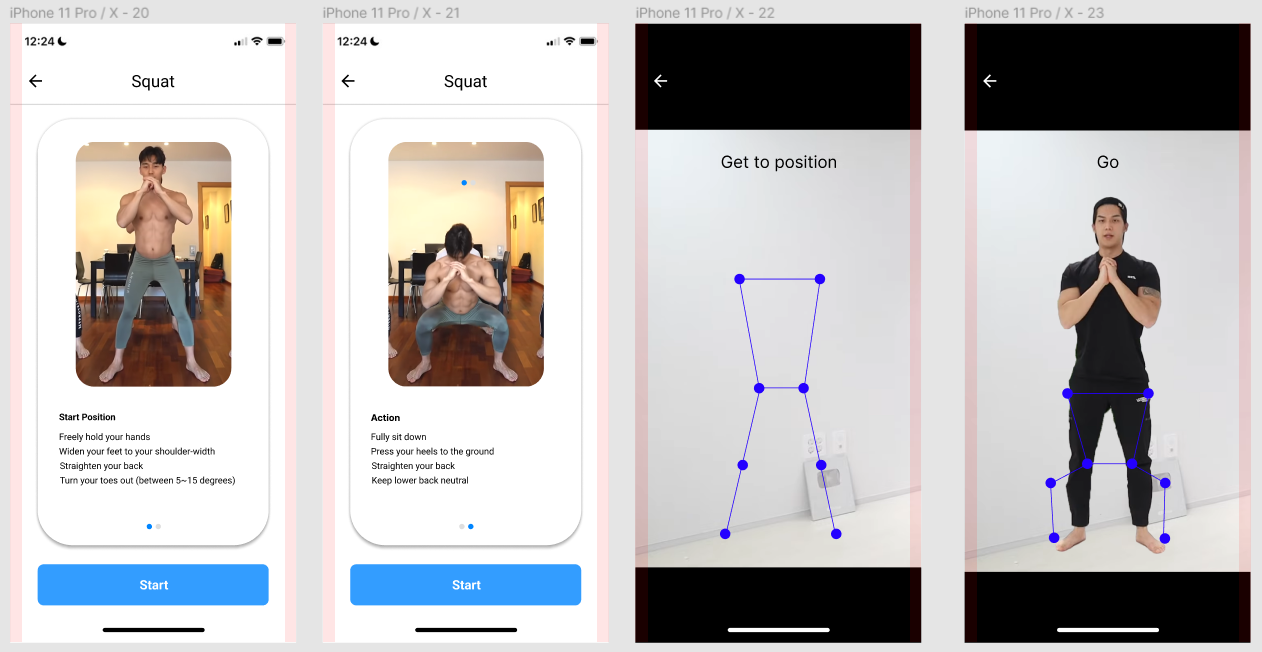 iPhone 11 Pro / X - 20
12:24
Squat
Start Position
Freely hold your hands
Widen your feet to your shoulder-width
Straighten your back
Turn your toes out (between 5~15 degrees)
Start
iPhone 11 Pro / X - 21
12:24
Squat
Action
Fully sit down
Press your heels to the ground
Straighten your back
Keep lower back neutral
Start
iPhone 11 Pro / X - 22
Get to position
iPhone 11 Pro / X - 23
Go